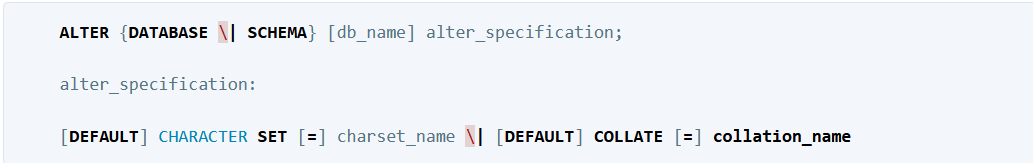 ALTER {DATABASE \| SCHEMA} [db_name] alter_specification;
alter_specification:
[DEFAULT] CHARACTER SET [=] charset_name \| [DEFAULT] COLLATE [=] collation_name